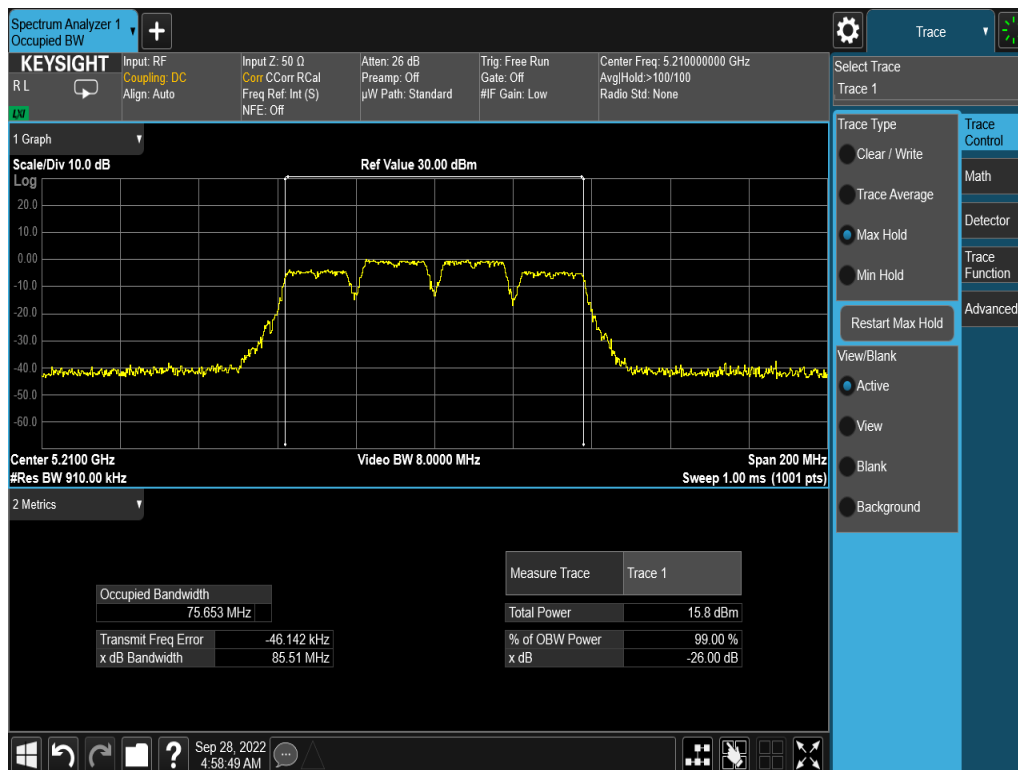 Spectrum Analyzer 1
Occupied BW
Trace
KEYSIGHT
R L
LXI
Input: RF
Coupling: DC
Align: Auto
Input Z: 50 Ω
Corr CCorr RCal
Freq Ref: Int (S)
NFE: Off
Atten: 26 dB
Preamp: Off
µW Path: Standard
Trig: Free Run
Gate: Off
#IF Gain: Low
Center Freq: 5.210000000 GHz
Avg|Hold:>100/100
Radio Std: None
Select Trace
Trace 1
1 Graph
Scale/Div 10.0 dB
Ref Value 30.00 dBm
Log
20.0
10.0
0.00
-10.0
-20.0
-30.0
-40.0
-50.0
-60.0
Center 5.2100 GHz
#Res BW 910.00 kHz
Video BW 8.0000 MHz
Span 200 MHz
Sweep 1.00 ms (1001 pts)
Trace Type
Clear / Write
Trace Average
Max Hold
Min Hold
Restart Max Hold
View/Blank
Active
View
Blank
Background
Trace
Control
Math
Detector
Trace
Function
Advanced
2 Metrics
Occupied Bandwidth
75.653 MHz
Transmit Freq Error -46.142 kHz
x dB Bandwidth 85.51 MHz
Measure Trace Trace 1
Total Power 15.8 dBm
% of OBW Power 99.00 %
x dB -26.00 dB
?
Sep 28, 2022
4:58:49 AM